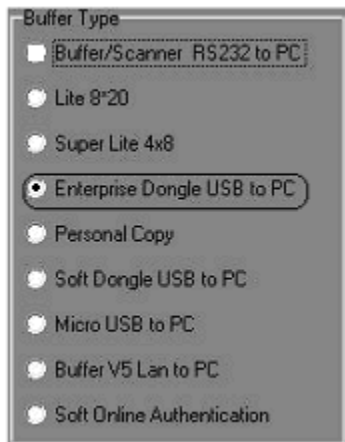 Buffer Type
Buffer/Scanner RS232 to PC
Lite 8*20
Super Lite 4x8
Enterprise Dongle USB to PC
Personal Copy
Soft Dongle USB to PC
Micro USB to PC
Buffer V5 Lan to PC
Soft Online Authentication